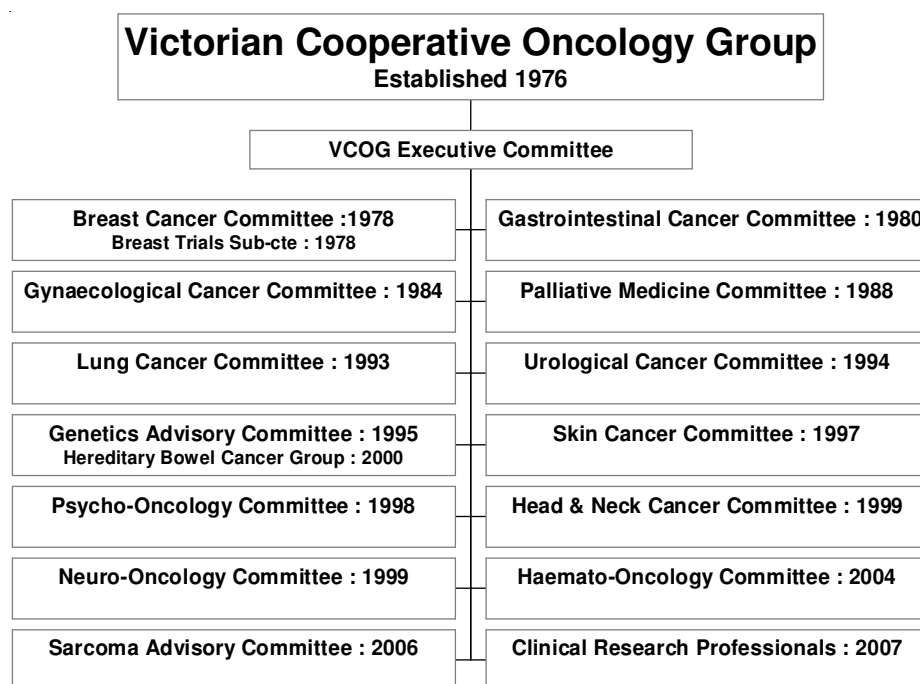 Victorian Cooperative Oncology Group
Established 1976
VCOG Executive Committee
Breast Cancer Committee :1978
Breast Trials Sub-cte : 1978
Gastrointestinal Cancer Committee : 1980
Gynaecological Cancer Committee : 1984
Palliative Medicine Committee : 1988
Lung Cancer Committee : 1993
Urological Cancer Committee : 1994
Genetics Advisory Committee : 1995
Hereditary Bowel Cancer Group : 2000
Skin Cancer Committee : 1997
Psycho-Oncology Committee : 1998
Head & Neck Cancer Committee : 1999
Neuro-Oncology Committee : 1999
Haemato-Oncology Committee : 2004
Sarcoma Advisory Committee : 2006
Clinical Research Professionals : 2007